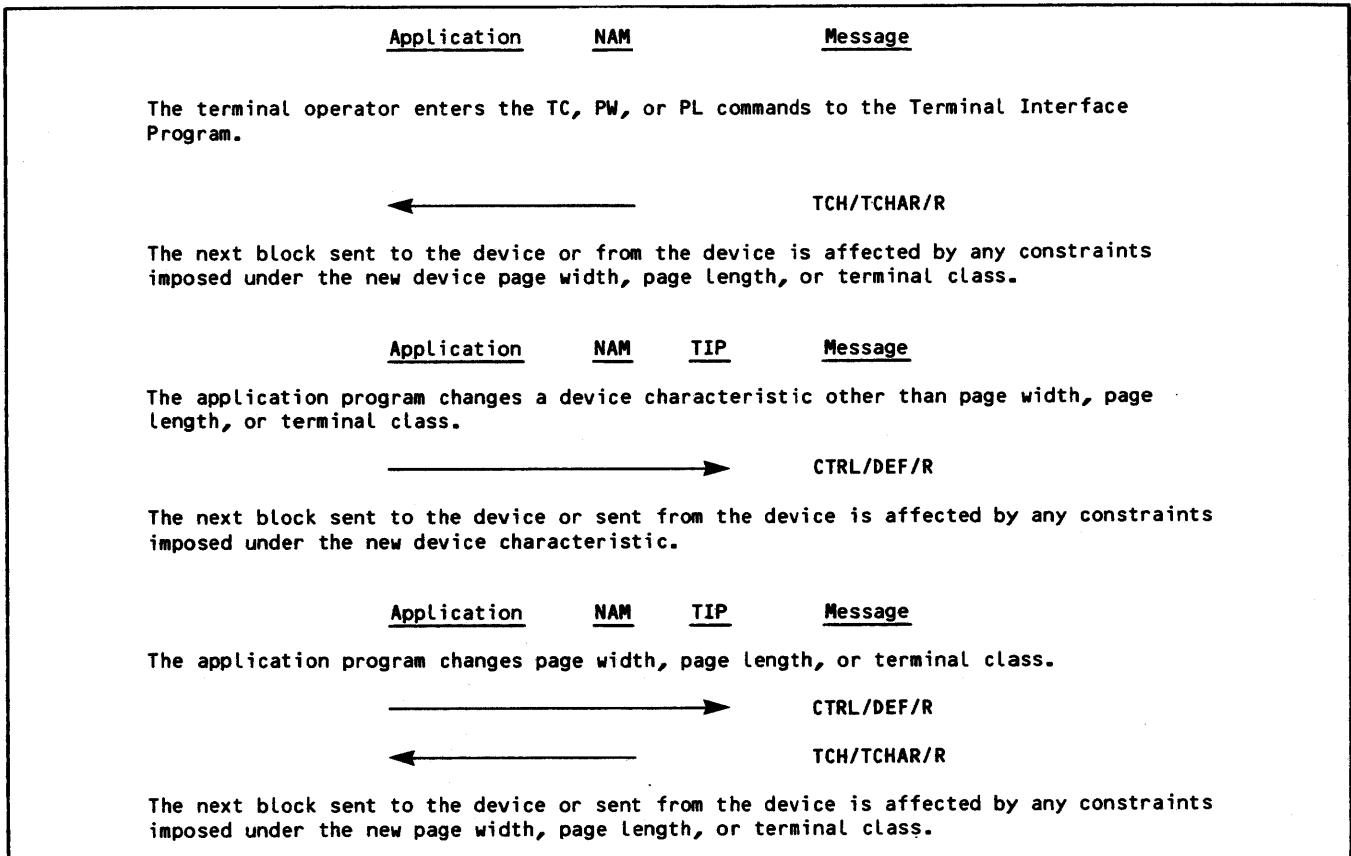 Application NAM Message
The terminal operator enters the TC, PW, or PL commands to the Terminal Interface
Program.
TCH/TCHAR/R
The next block sent to the device or from the device is affected by any constraints
imposed under the new device page width, page length, or terminal class.
Application NAM TIP Message
The application program changes a device characteristic other than page width, page
length, or terminal class.
CTRL/DEF/R
The next block sent to the device or sent from the device is affected by any constraints
imposed under the new device characteristic.
Application NAM TIP Message
The application program changes page width, page length, or terminal class.
CTRL/DEF/R
TCH/TCHAR/R
The next block sent to the device or sent from the device is affected by any constraints
imposed under the new page width, page length, or terminal class.